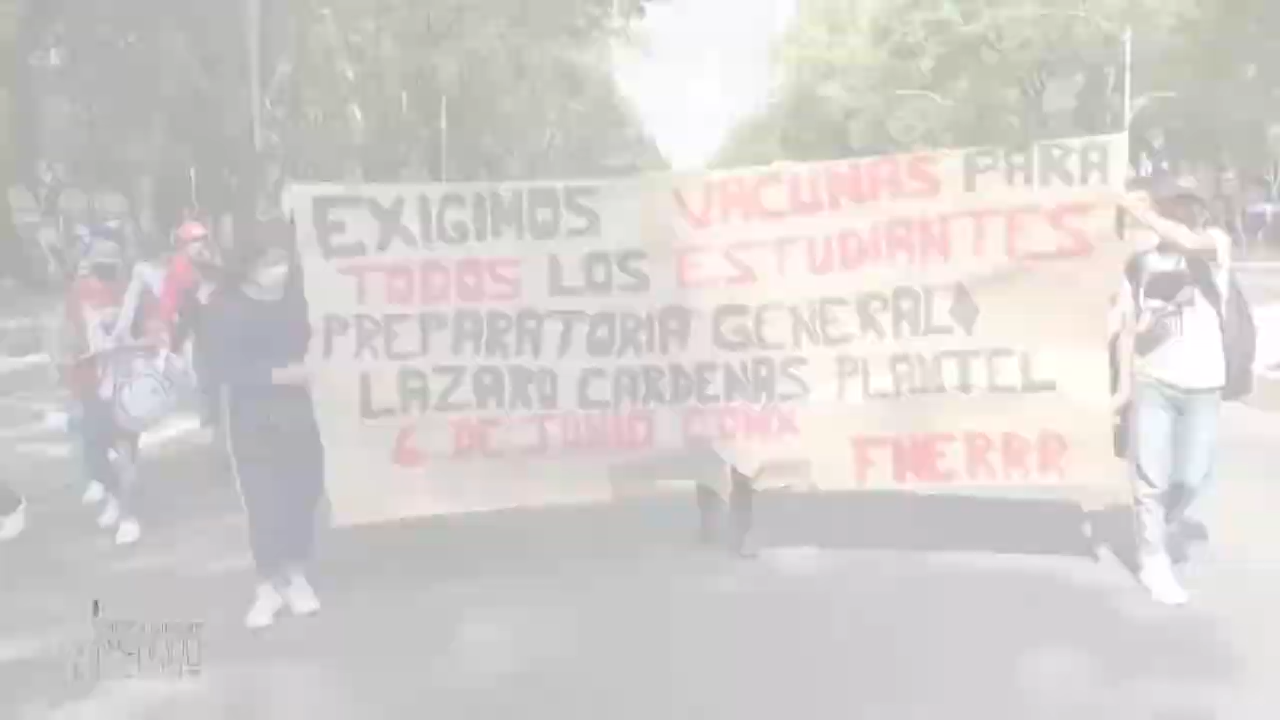 EXIGIMOS VACUNAS PARA
TODOS LOS ESTUDIANTES
PREPARATORIA GENERAL
LAZARO CARDENAS PLANTEL
6 DE JUNIO CDMX
FNERRR